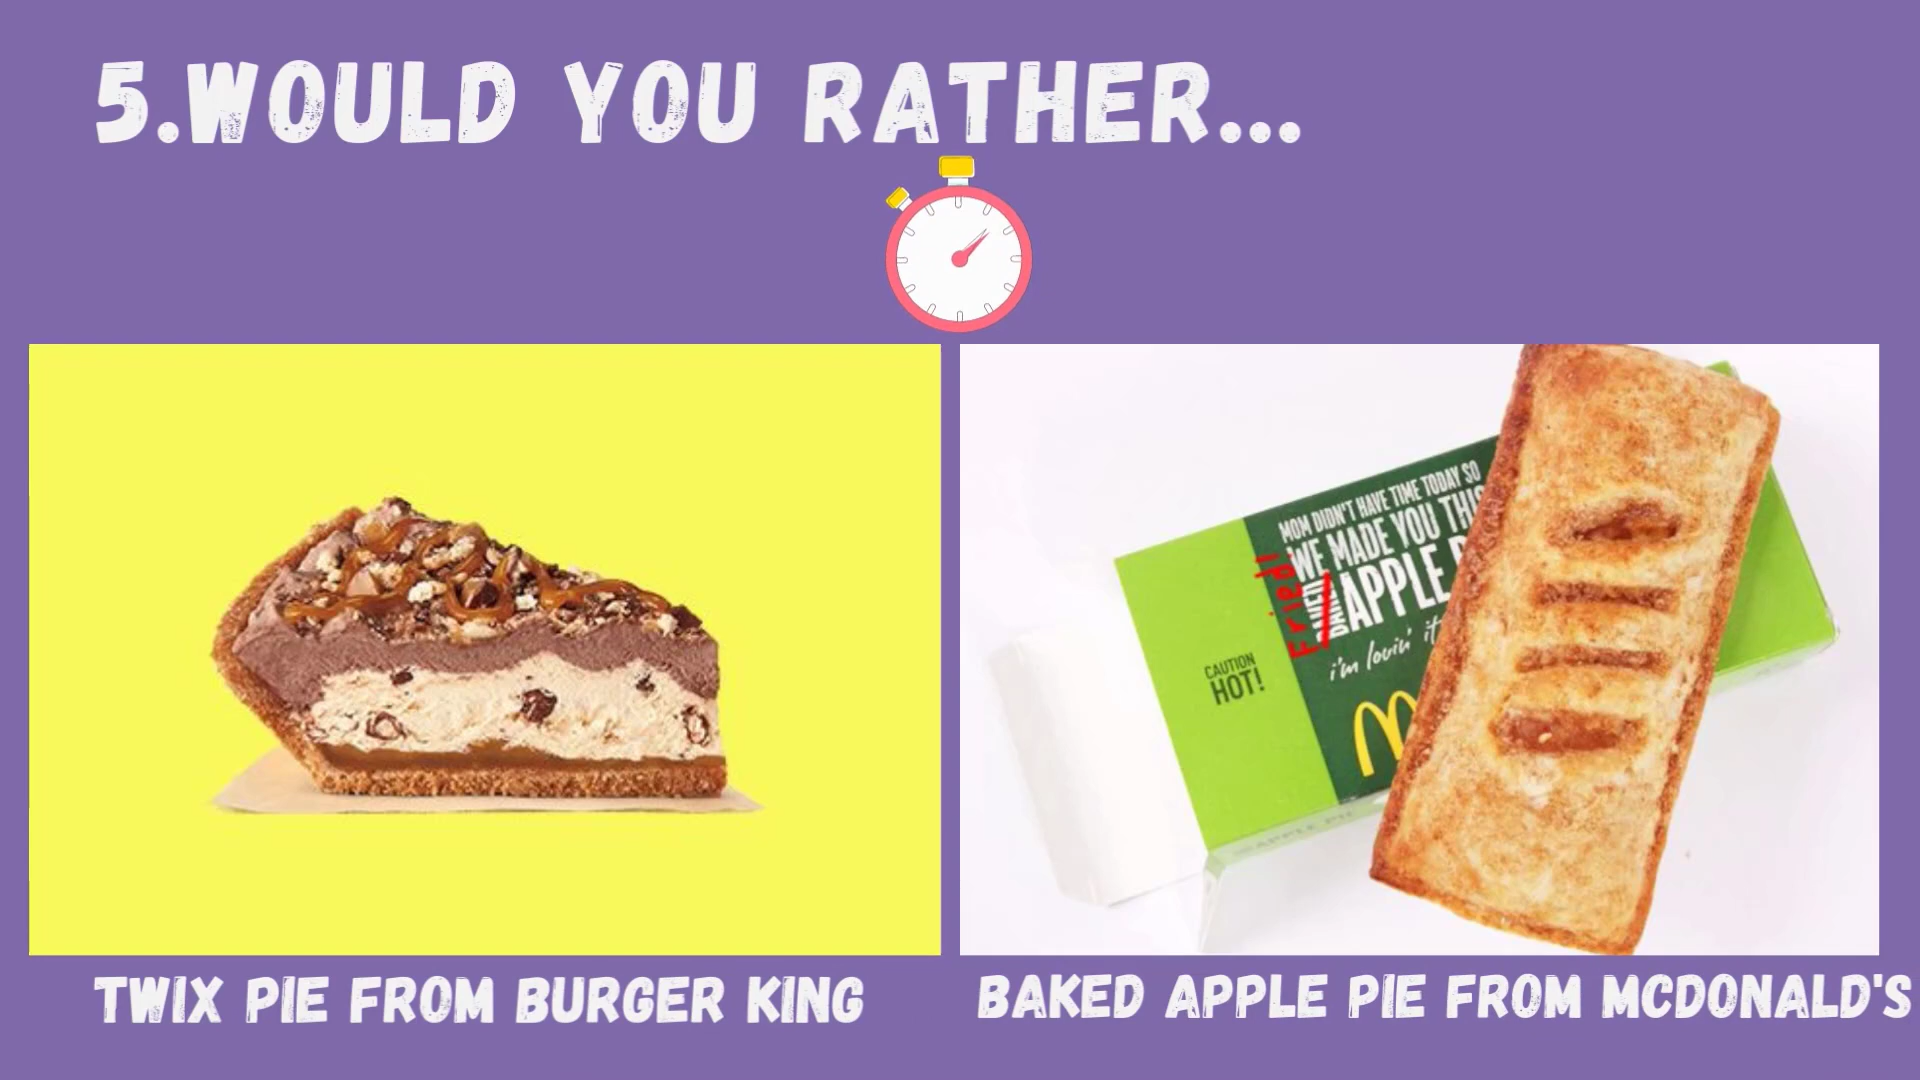 5.WOULD YOU RATHER...
MOM DIDN'T HAVE TIME TODAY SO
WE MADE YOU THIS
Fried!
BAKED APPLE
i'm lovin' it
CAUTION
HOT!
TWIX PIE FROM BURGER KING
BAKED APPLE PIE FROM MCDONALD'S